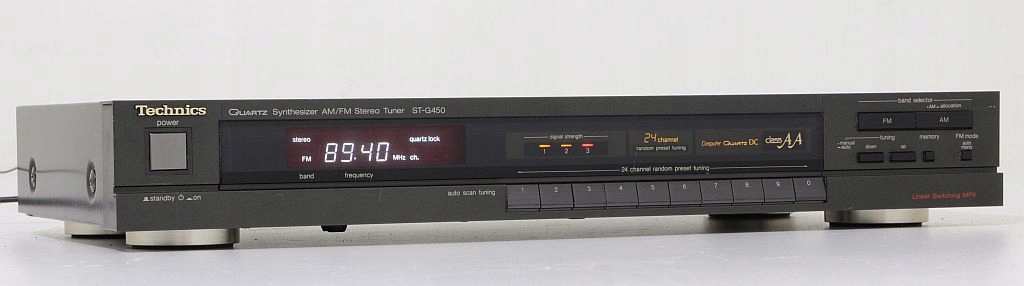 Technics
QUARTZ Synthesizer AM/FM Stereo Tuner ST-G450
power
standby on
stereo
quartz lock
FM 89.40 MHz ch.
band frequency
auto scan tuning
signal strength
1 2 3
24 channel
random preset tuning
Computer QUARTZ DC
class AA
24 channel random preset tuning
1 2 3 4 5 6 7 8 9 0
band selector
AM allocation
FM AM
tuning memory FM mode
manual
auto
down up
auto
mono
Linear Switching MPX